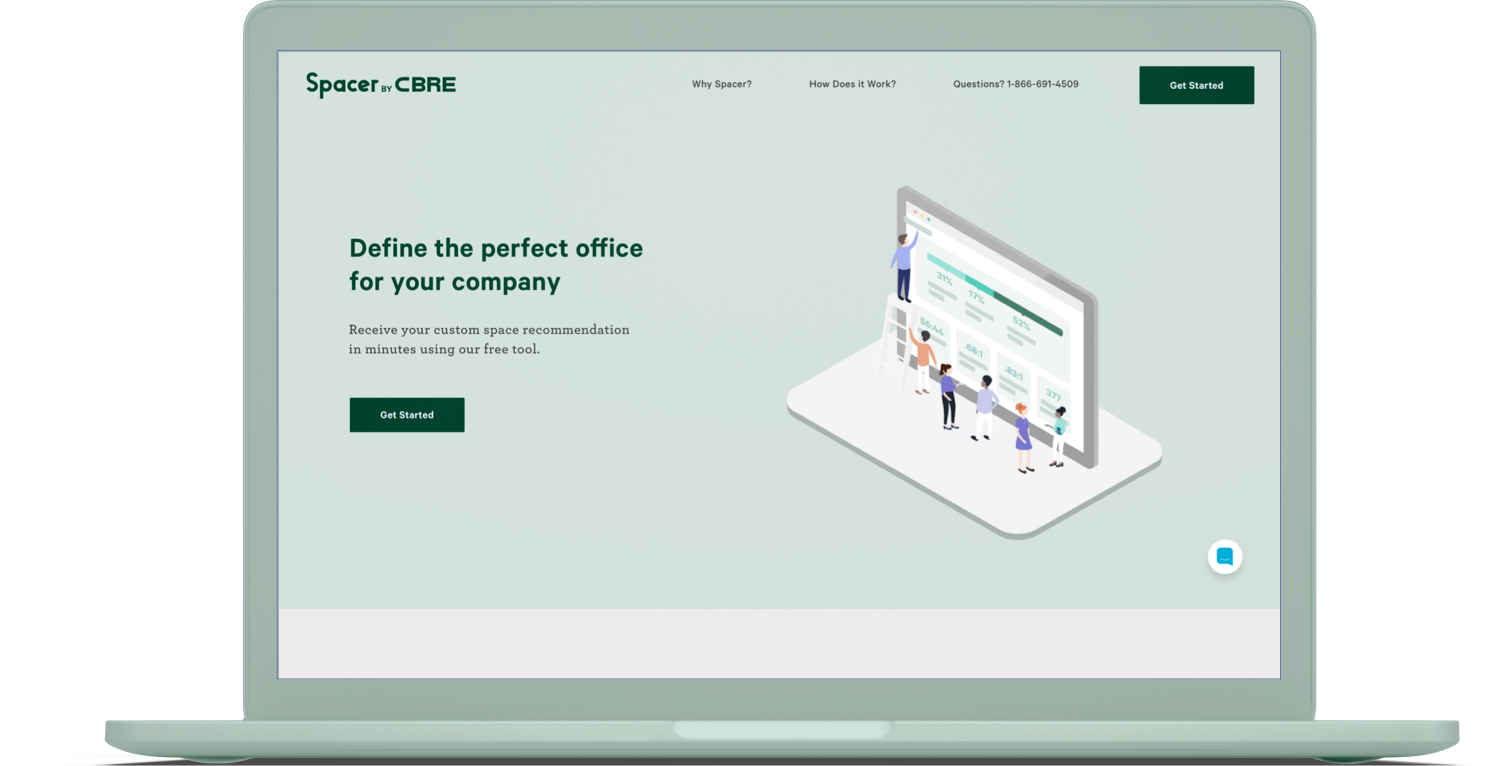 Spacer BY CBRE
Why Spacer?
How Does it Work?
Questions? 1-866-691-4509
Get Started
Define the perfect office
for your company
Receive your custom space recommendation
in minutes using our free tool.
Get Started
31%
17%
52%
56:44
.68:1
.83:1
377